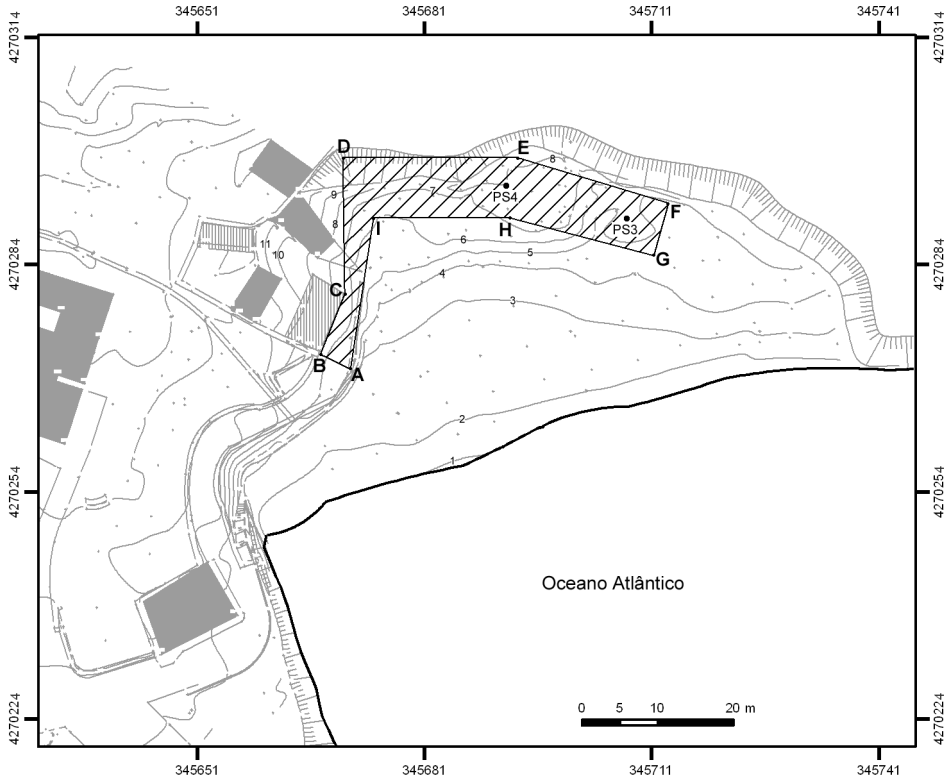 345651 345681 345711 345741
4270314 4270314
D E
8
F
9 7
PS4
8
I H PS3
11 6
10 5 G
4270284 4270284
4
C 3
B A
2
1
4270254 4270254
Oceano Atlântico
0 5 10 20 m
4270224 4270224
345651 345681 345711 345741